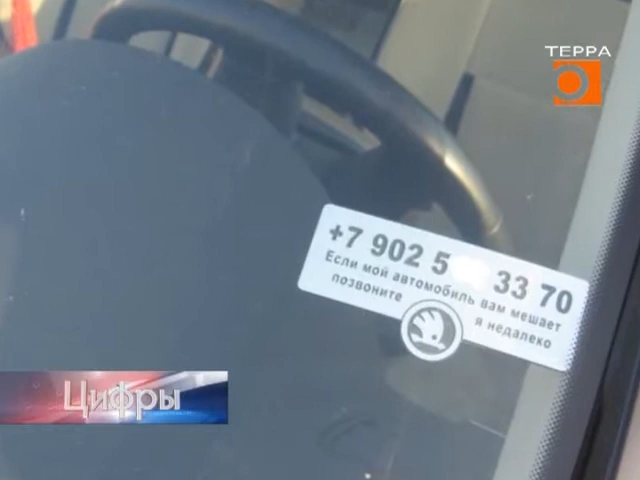 ТЕРРА
+7 902 5 33 70
Если мой автомобиль вам мешает
позвоните я недалеко
Цифры